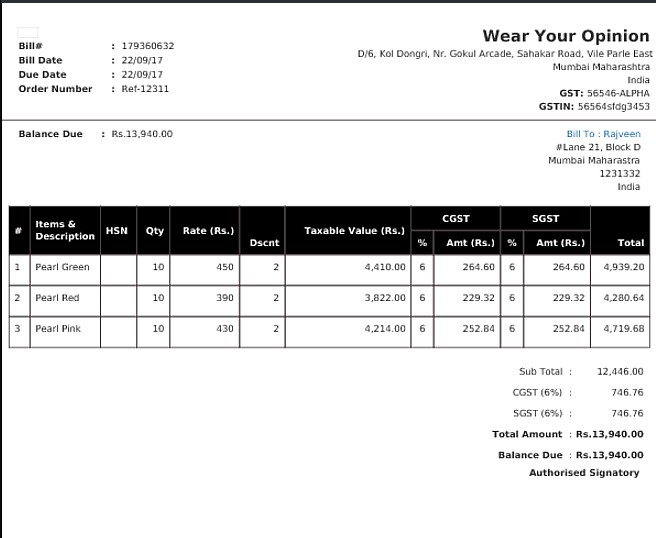 Wear Your Opinion
D/6, Kol Dongri, Nr. Gokul Arcade, Sahakar Road, Vile Parle East
Mumbai Maharashtra
India
GST: 56546-ALPHA
GSTIN: 56564sfdg3453
Bill# : 179360632
Bill Date : 22/09/17
Due Date : 22/09/17
Order Number : Ref-12311
Balance Due : Rs.13,940.00
Bill To : Rajveen
#Lane 21, Block D
Mumbai Maharastra
1231332
India
# Items & Description HSN Qty Rate (Rs.) Dscnt Taxable Value (Rs.) CGST % Amt (Rs.) SGST % Amt (Rs.) Total
1 Pearl Green 10 450 2 4,410.00 6 264.60 6 264.60 4,939.20
2 Pearl Red 10 390 2 3,822.00 6 229.32 6 229.32 4,280.64
3 Pearl Pink 10 430 2 4,214.00 6 252.84 6 252.84 4,719.68
Sub Total : 12,446.00
CGST (6%) : 746.76
SGST (6%) : 746.76
Total Amount : Rs.13,940.00
Balance Due : Rs.13,940.00
Authorised Signatory